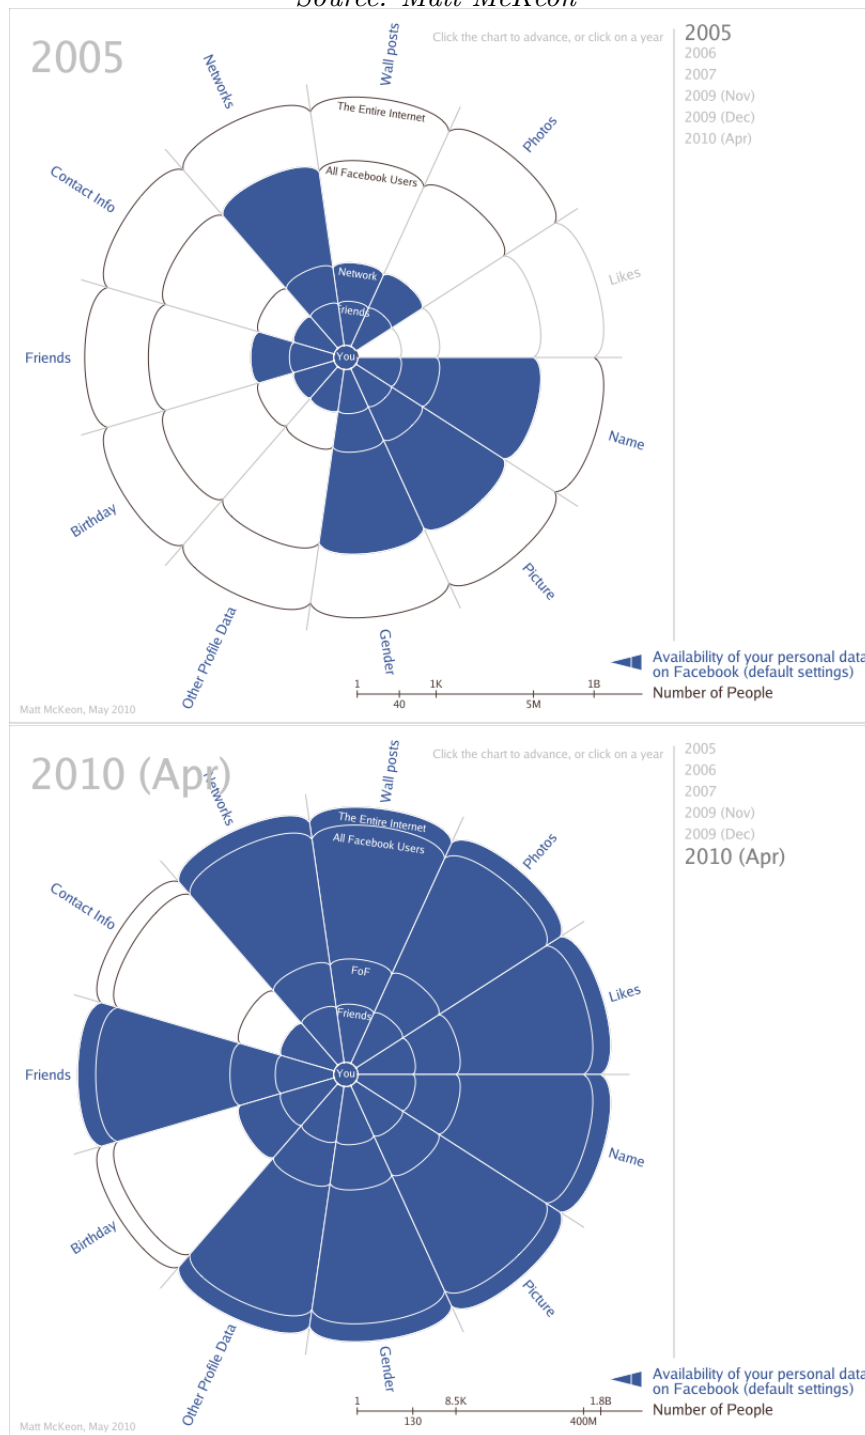 Source: Matt McKeon
2005
Click the chart to advance, or click on a year
2005
2006
2007
2009 (Nov)
2009 (Dec)
2010 (Apr)
Wall posts
Networks
Photos
Contact Info
Likes
Friends
Name
Birthday
Picture
Other Profile Data
Gender
The Entire Internet
All Facebook Users
Network
Friends
You
Availability of your personal data
on Facebook (default settings)
Number of People
1
1K
1B
40
5M
Matt McKeon, May 2010
2010 (Apr)
Click the chart to advance, or click on a year
2005
2006
2007
2009 (Nov)
2009 (Dec)
2010 (Apr)
Wall posts
Networks
Photos
Contact Info
Likes
Friends
Name
Birthday
Picture
Other Profile Data
Gender
The Entire Internet
All Facebook Users
FoF
Friends
You
Availability of your personal data
on Facebook (default settings)
Number of People
1
8.5K
1.8B
130
400M
Matt McKeon, May 2010